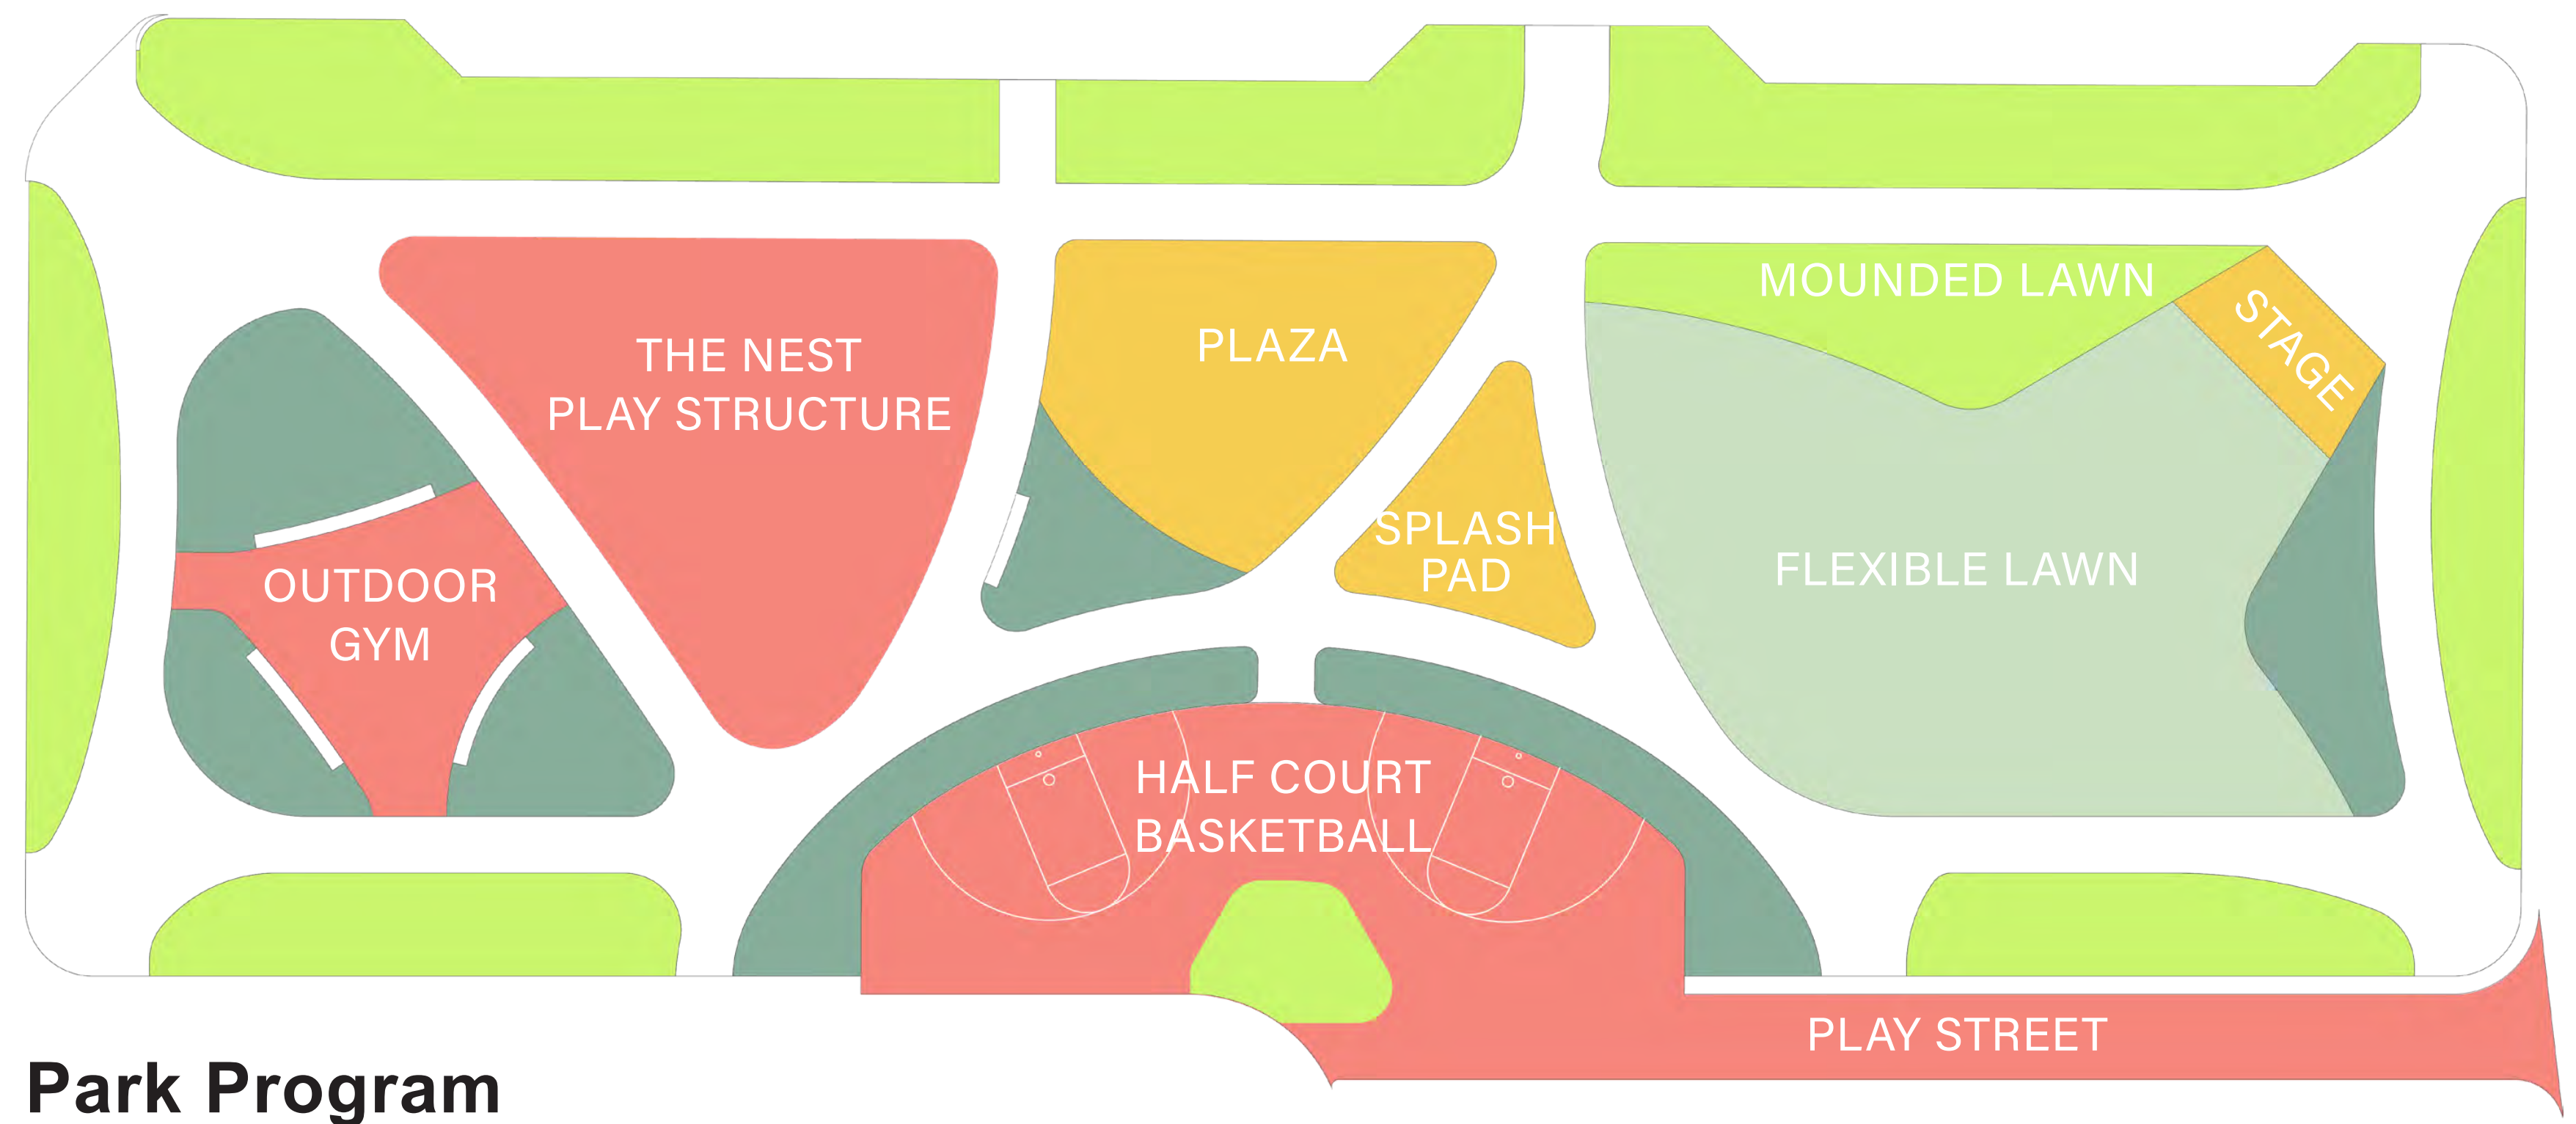 MOUNDED LAWN
STAGE
THE NEST
PLAY STRUCTURE
PLAZA
SPLASH
PAD
FLEXIBLE LAWN
OUTDOOR
GYM
HALF COURT
BASKETBALL
PLAY STREET
Park Program